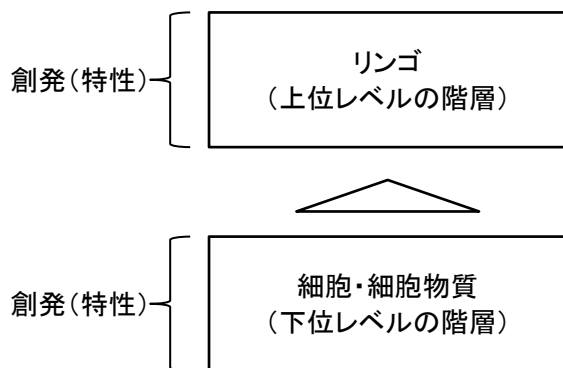 創発（特性）
リンゴ
（上位レベルの階層）
創発（特性）
細胞・細胞物質
（下位レベルの階層）